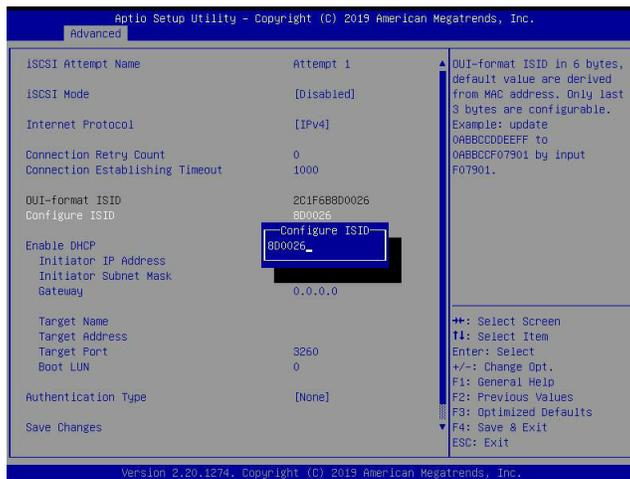 Aptio Setup Utility - Copyright (C) 2019 American Megatrends, Inc.
Advanced
iSCSI Attempt Name Attempt 1
iSCSI Mode [Disabled]
Internet Protocol [IPv4]
Connection Retry Count 0
Connection Establishing Timeout 1000
OUI-format ISID 2C1F6B8D0026
Configure ISID 8D0026
Configure ISID
8D0026_
Enable DHCP
Initiator IP Address
Initiator Subnet Mask
Gateway 0.0.0.0
Target Name
Target Address
Target Port 3260
Boot LUN 0
Authentication Type [None]
Save Changes
OUI-format ISID in 6 bytes,
default value are derived
from MAC address. Only last
3 bytes are configurable.
Example: update
0ABBCCDDEEFF to
0ABBCCF07901 by input
F07901.
→←: Select Screen
↑↓: Select Item
Enter: Select
+/-: Change Opt.
F1: General Help
F2: Previous Values
F3: Optimized Defaults
F4: Save & Exit
ESC: Exit
Version 2.20.1274. Copyright (C) 2019 American Megatrends, Inc.